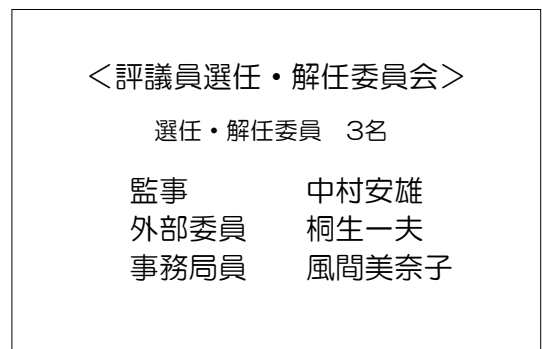 ＜評議員選任・解任委員会＞
選任・解任委員　3名
監事　中村安雄
外部委員　桐生一夫
事務局員　風間美奈子